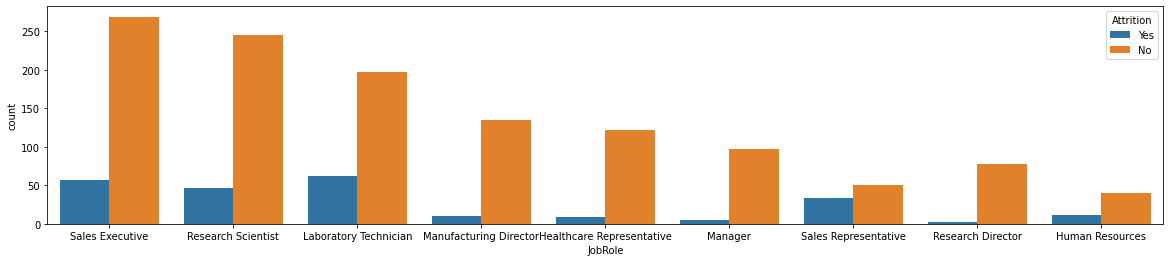 Attrition
Yes
No
250
200
150
100
50
0
count
Sales Executive
Research Scientist
Laboratory Technician
Manufacturing Director
Healthcare Representative
Manager
Sales Representative
Research Director
Human Resources
JobRole